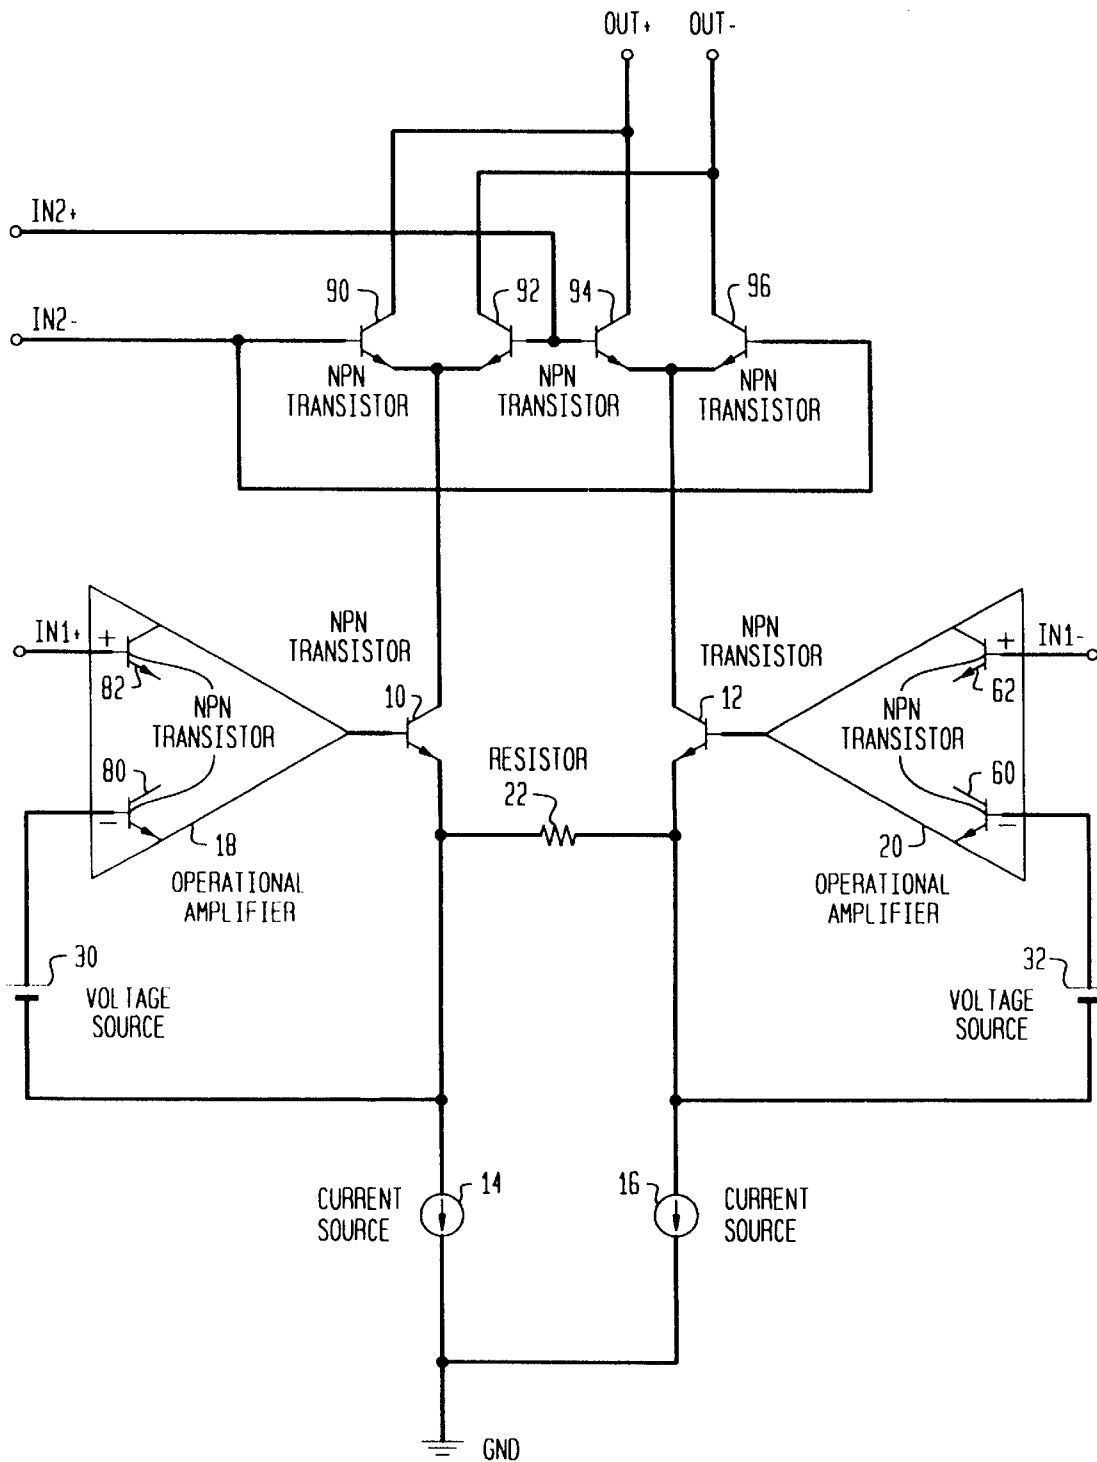 OUT+ OUT-
IN2+
90 92 94 96
IN2-
NPN TRANSISTOR
NPN TRANSISTOR
NPN TRANSISTOR
NPN TRANSISTOR
NPN TRANSISTOR
IN1+ + + IN1-
82 62
10 12
NPN TRANSISTOR
NPN TRANSISTOR
RESISTOR
22
80 60
- -
18 20
OPERATIONAL AMPLIFIER
OPERATIONAL AMPLIFIER
30 32
VOLTAGE SOURCE
VOLTAGE SOURCE
14 16
CURRENT SOURCE
CURRENT SOURCE
GND